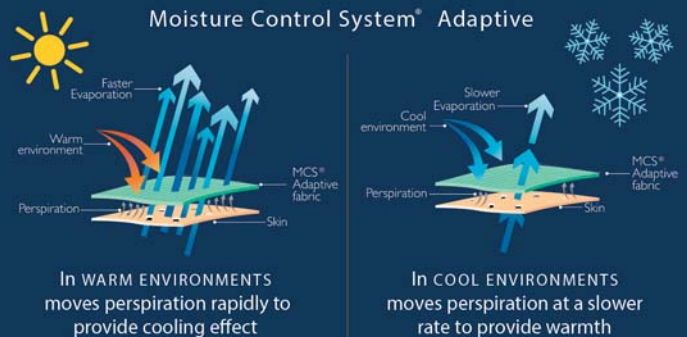 Moisture Control System® Adaptive
Faster
Evaporation
Warm
environment
MCS®
Adaptive
fabric
Perspiration
Skin
In WARM ENVIRONMENTS
moves perspiration rapidly to
provide cooling effect
Slower
Evaporation
Cool
environment
MCS®
Adaptive
fabric
Perspiration
Skin
In COOL ENVIRONMENTS
moves perspiration at a slower
rate to provide warmth